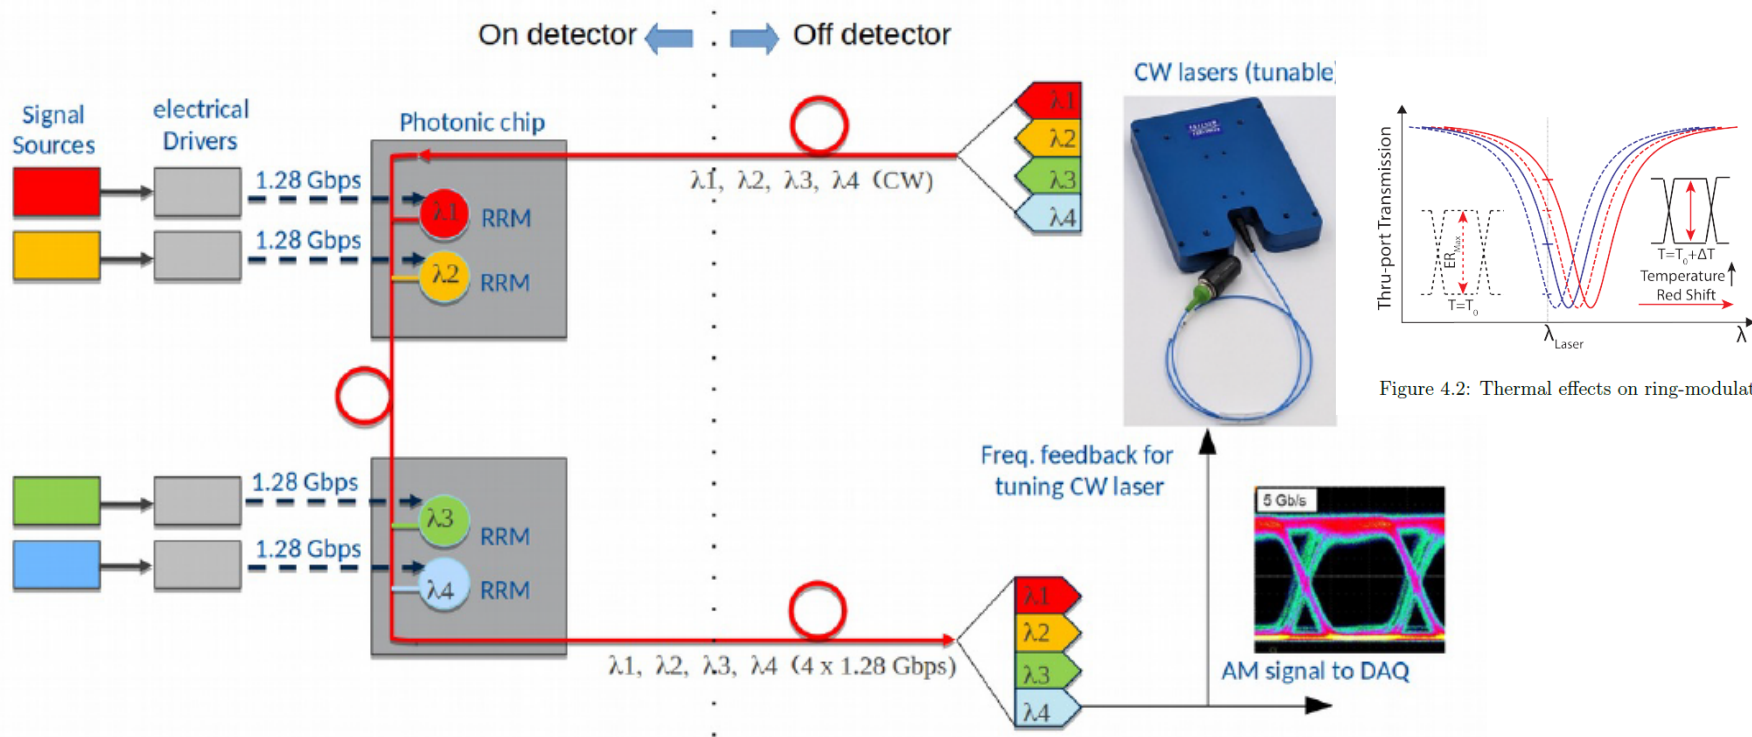 On detector
Off detector
CW lasers (tunable)
Signal
Sources
electrical
Drivers
Photonic chip
1.28 Gbps
λ1
RRM
1.28 Gbps
λ2
RRM
λ1, λ2, λ3, λ4 (CW)
λ1
λ2
λ3
λ4
Thru-port Transmission
ERMax
T=T0
T=T0+ΔT
Temperature
Red Shift
λLaser
λ
Figure 4.2: Thermal effects on ring-modulat
1.28 Gbps
λ3
RRM
1.28 Gbps
λ4
RRM
Freq. feedback for
tuning CW laser
5 Gb/s
λ1, λ2, λ3, λ4 (4 x 1.28 Gbps)
λ1
λ2
λ3
λ4
AM signal to DAQ